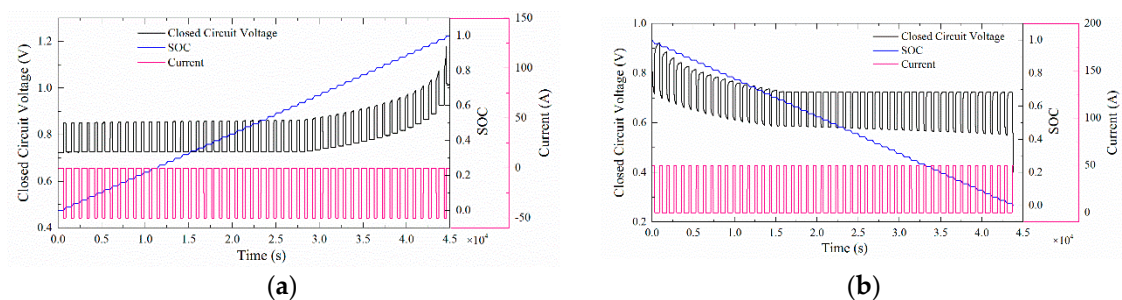 Closed Circuit Voltage (V)
1.2
1.0
0.8
0.6
0.4
Closed Circuit Voltage
SOC
Current
0.0 0.5 1.0 1.5 2.0 2.5 3.0 3.5 4.0 4.5
×10⁴
Time (s)
1.0
0.8
0.6
0.4
0.2
0.0
SOC
150
100
50
0
-50
Current (A)
(a)
Closed Circuit Voltage (V)
1.0
0.8
0.6
0.4
0.2
Closed Circuit Voltage
SOC
Current
0.0 0.5 1.0 1.5 2.0 2.5 3.0 3.5 4.0 4.5
×10⁴
Time (s)
1.0
0.8
0.6
0.4
0.2
0.0
SOC
200
150
100
50
0
Current (A)
(b)